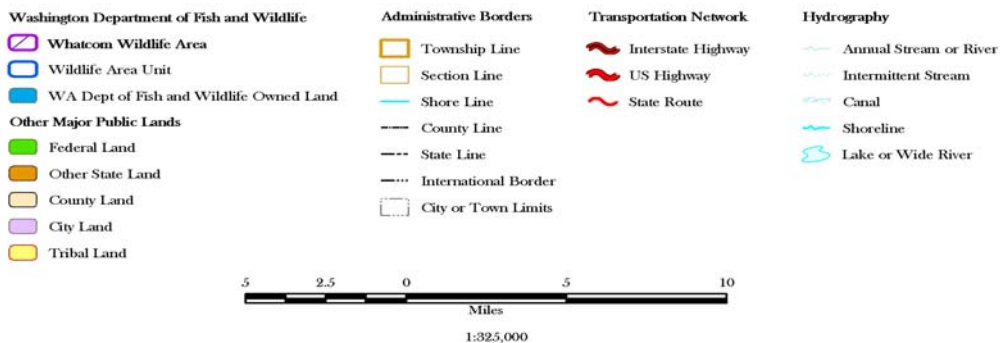 Washington Department of Fish and Wildlife
Whatcom Wildlife Area
Wildlife Area Unit
WA Dept of Fish and Wildlife Owned Land
Other Major Public Lands
Federal Land
Other State Land
County Land
City Land
Tribal Land
Administrative Borders
Township Line
Section Line
Shore Line
County Line
State Line
International Border
City or Town Limits
Transportation Network
Interstate Highway
US Highway
State Route
Hydrography
Annual Stream or River
Intermittent Stream
Canal
Shoreline
Lake or Wide River
5 2.5 0 5 10
Miles
1:325,000